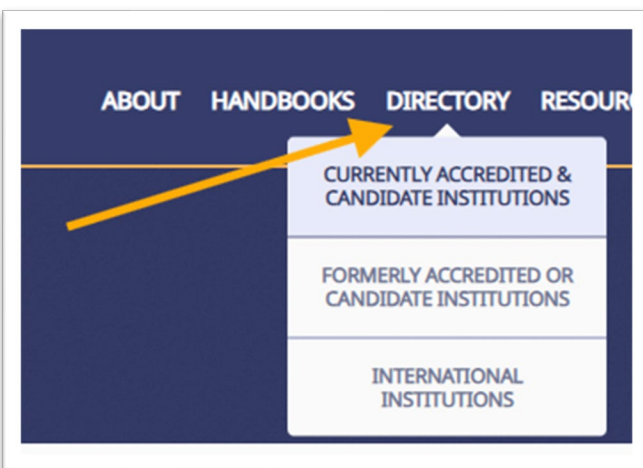 ABOUT HANDBOOKS DIRECTORY
CURRENTLY ACCREDITED &
CANDIDATE INSTITUTIONS
FORMERLY ACCREDITED OR
CANDIDATE INSTITUTIONS
INTERNATIONAL
INSTITUTIONS